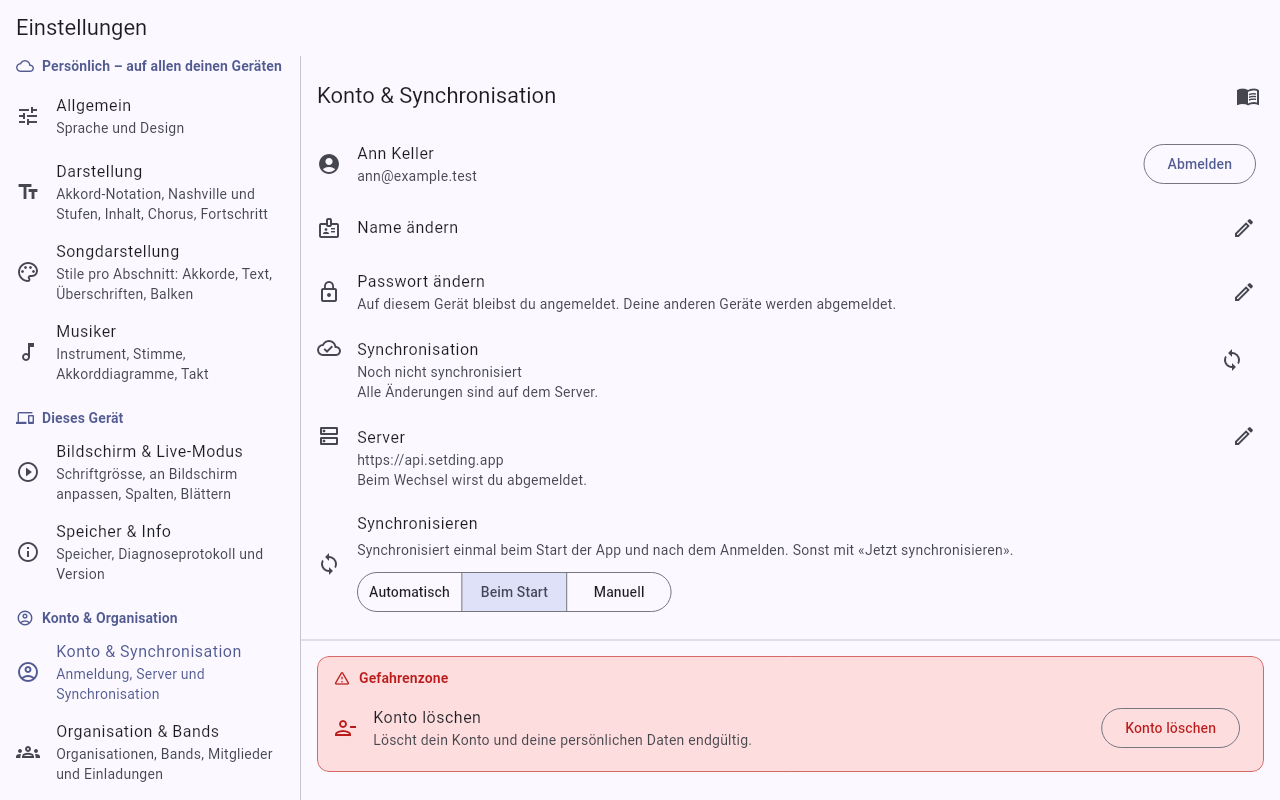 Einstellungen
Persönlich – auf allen deinen Geräten
Allgemein
Sprache und Design
Darstellung
Akkord-Notation, Nashville und
Stufen, Inhalt, Chorus, Fortschritt
Songdarstellung
Stile pro Abschnitt: Akkorde, Text,
Überschriften, Balken
Musiker
Instrument, Stimme,
Akkorddiagramme, Takt
Dieses Gerät
Bildschirm & Live-Modus
Schriftgrösse, an Bildschirm
anpassen, Spalten, Blättern
Speicher & Info
Speicher, Diagnoseprotokoll und
Version
Konto & Organisation
Konto & Synchronisation
Anmeldung, Server und
Synchronisation
Organisation & Bands
Organisationen, Bands, Mitglieder
und Einladungen
Konto & Synchronisation
Ann Keller
ann@example.test
Abmelden
Name ändern
Passwort ändern
Auf diesem Gerät bleibst du angemeldet. Deine anderen Geräte werden abgemeldet.
Synchronisation
Noch nicht synchronisiert
Alle Änderungen sind auf dem Server.
Server
https://api.setding.app
Beim Wechsel wirst du abgemeldet.
Synchronisieren
Synchronisiert einmal beim Start der App und nach dem Anmelden. Sonst mit «Jetzt synchronisieren».
Automatisch Beim Start Manuell
Gefahrenzone
Konto löschen
Löscht dein Konto und deine persönlichen Daten endgültig.
Konto löschen